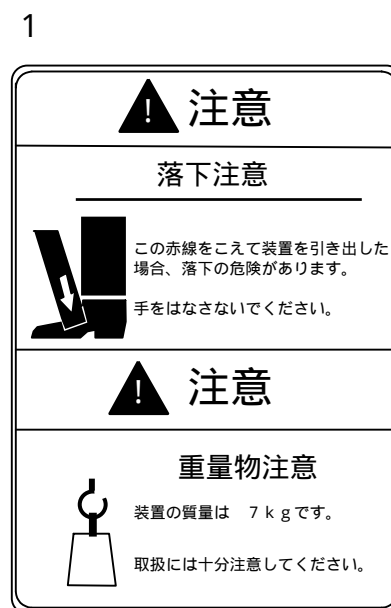 1
! 注意
落下注意
この赤線をこえて装置を引き出した
場合、落下の危険があります。
手をはなさないでください。
! 注意
重量物注意
装置の質量は　7ｋｇです。
取扱には十分注意してください。